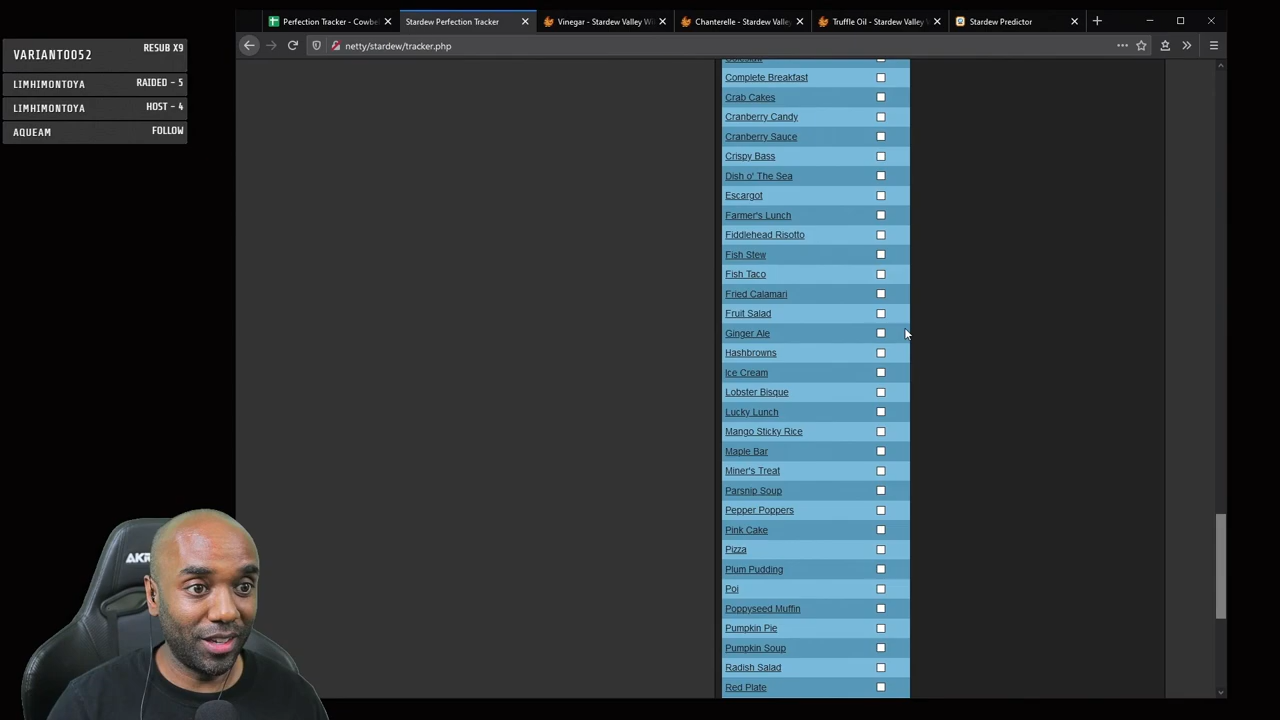 VARIANT0052 RESUB X9
LIMHIMONTOYA RAIDED - 5
LIMHIMONTOYA HOST - 4
AQUEAM FOLLOW
Perfection Tracker - Cowbe
Stardew Perfection Tracker
Vinegar - Stardew Valley Wi
Chanterelle - Stardew Valley
Truffle Oil - Stardew Valley
Stardew Predictor
netty/stardew/tracker.php
Complete Breakfast
Crab Cakes
Cranberry Candy
Cranberry Sauce
Crispy Bass
Dish o' The Sea
Escargot
Farmer's Lunch
Fiddlehead Risotto
Fish Stew
Fish Taco
Fried Calamari
Fruit Salad
Ginger Ale
Hashbrowns
Ice Cream
Lobster Bisque
Lucky Lunch
Mango Sticky Rice
Maple Bar
Miner's Treat
Parsnip Soup
Pepper Poppers
Pink Cake
Pizza
Plum Pudding
Poi
Poppyseed Muffin
Pumpkin Pie
Pumpkin Soup
Radish Salad
Red Plate
AKR